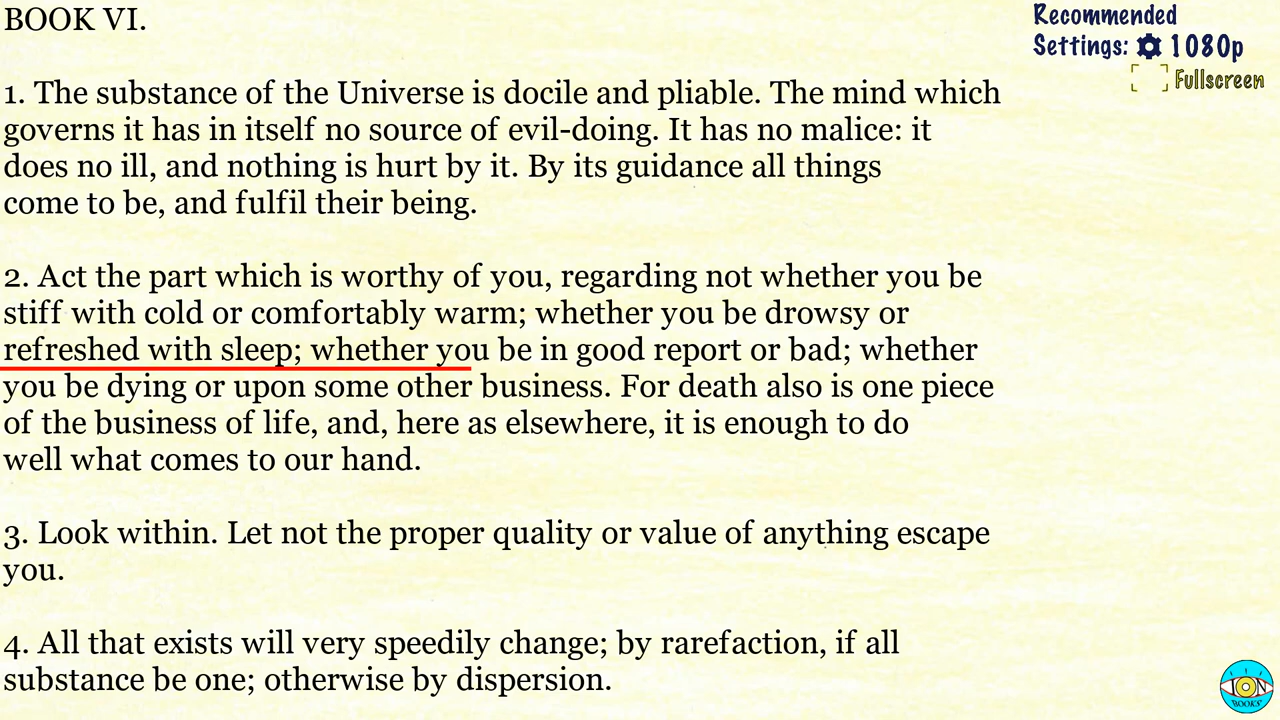 BOOK VI.
Recommended
Settings: 1080p
Fullscreen
1. The substance of the Universe is docile and pliable. The mind which
governs it has in itself no source of evil-doing. It has no malice: it
does no ill, and nothing is hurt by it. By its guidance all things
come to be, and fulfil their being.
2. Act the part which is worthy of you, regarding not whether you be
stiff with cold or comfortably warm; whether you be drowsy or
refreshed with sleep; whether you be in good report or bad; whether
you be dying or upon some other business. For death also is one piece
of the business of life, and, here as elsewhere, it is enough to do
well what comes to our hand.
3. Look within. Let not the proper quality or value of anything escape
you.
4. All that exists will very speedily change; by rarefaction, if all
substance be one; otherwise by dispersion.
ION
BOOKS